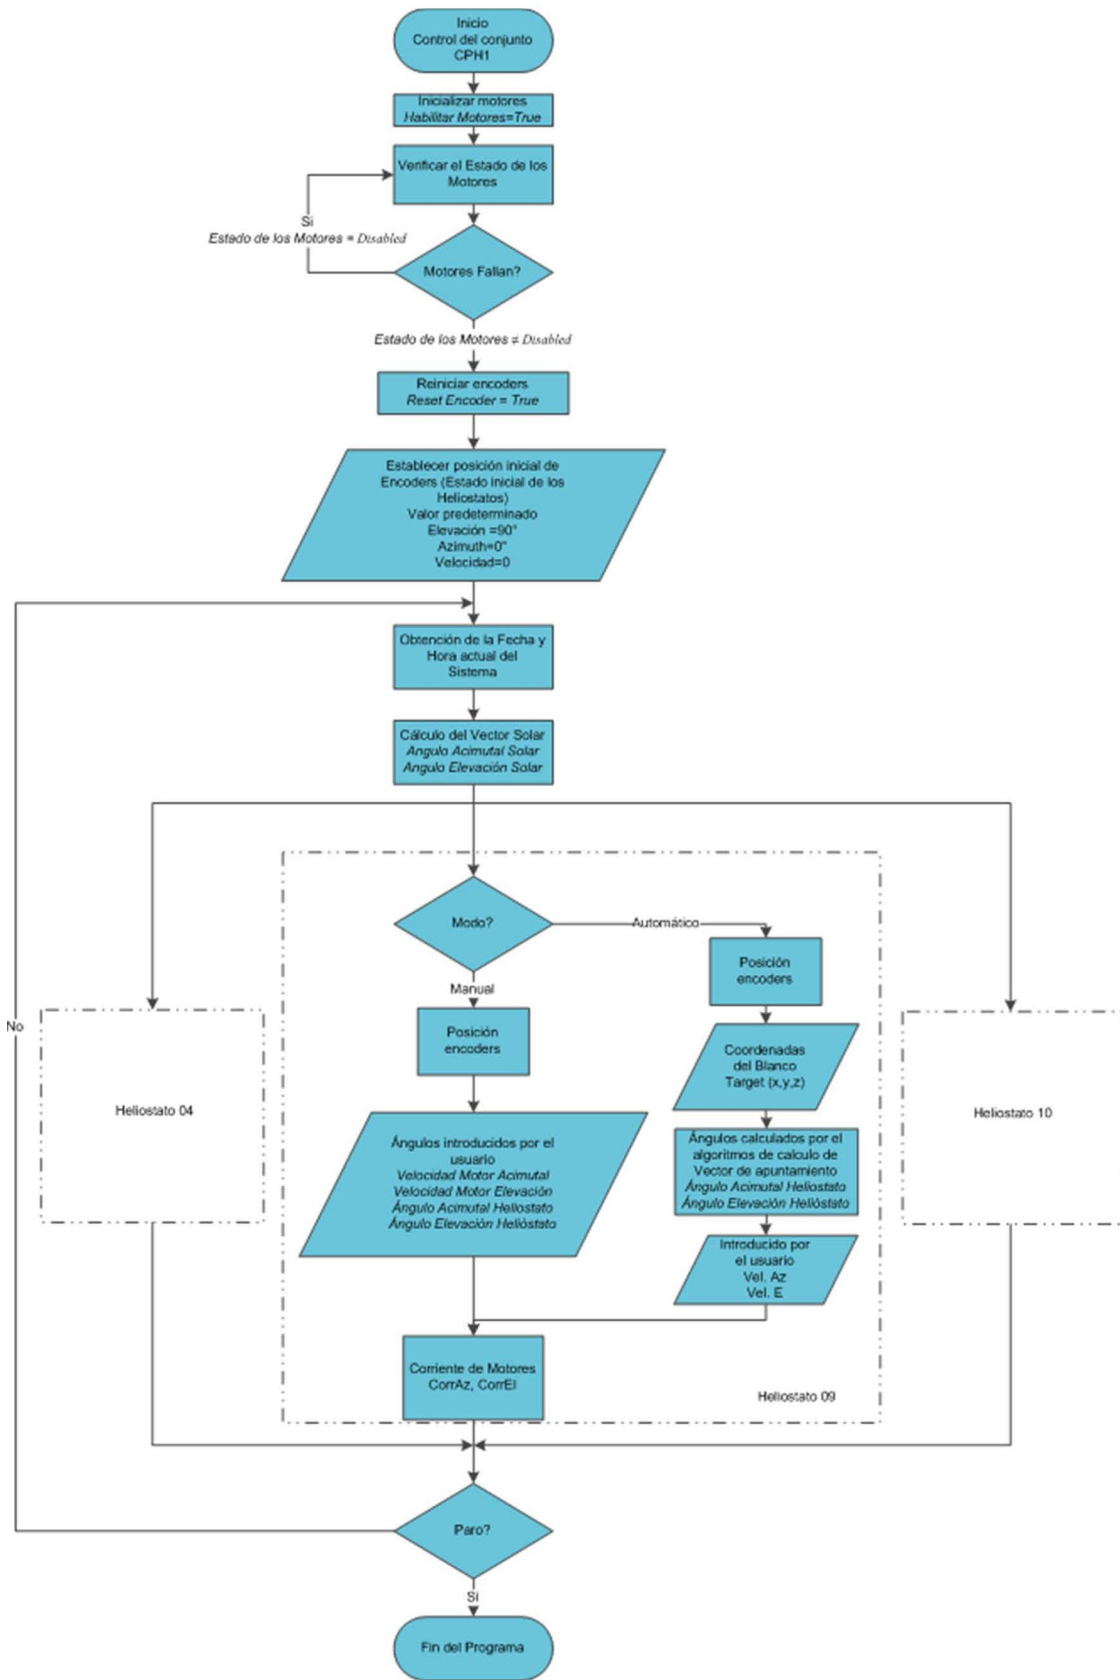 Inicio
Control del conjunto
CPH1
Inicializar motores
Habilitar Motores=True
Verificar el Estado de los
Motores
Si
Estado de los Motores = Disabled
Motores Fallan?
Estado de los Motores ≠ Disabled
Reiniciar encoders
Reset Encoder = True
Establecer posición inicial de
Encoders (Estado inicial de los
Heliostatos)
Valor predeterminado
Elevación =90°
Azimuth=0°
Velocidad=0
Obtención de la Fecha y
Hora actual del
Sistema
Cálculo del Vector Solar
Angulo Acimutal Solar
Angulo Elevación Solar
Modo?
Automático
Manual
Posición
encoders
Posición
encoders
Coordenadas
del Blanco
Target (x,y,z)
No
Heliostato 04
Heliostato 10
Ángulos introducidos por el
usuario
Velocidad Motor Acimutal
Velocidad Motor Elevación
Ángulo Acimutal Heliostato
Ángulo Elevación Helióstato
Ángulos calculados por el
algoritmos de calculo de
Vector de apuntamiento
Ángulo Acimutal Heliostato
Ángulo Elevación Helióstato
Introducido por
el usuario
Vel. Az
Vel. E
Corriente de Motores
CorrAz, CorrEl
Heliostato 09
Paro?
Si
Fin del Programa